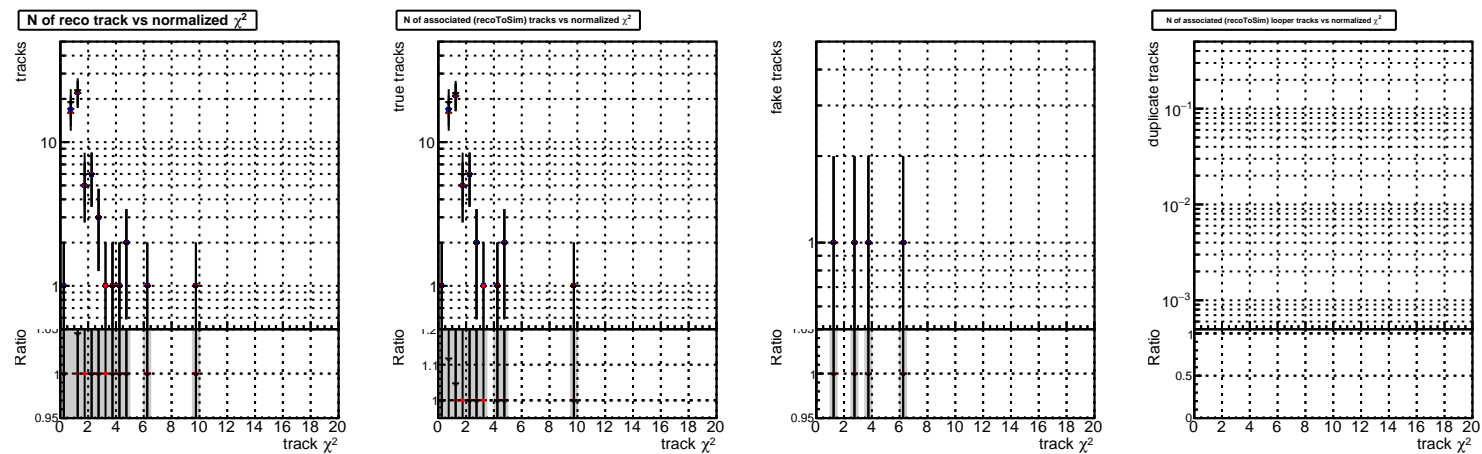 N of reco track vs normalized χ²
tracks
10
1
Ratio
1.05
1
0.95
0 2 4 6 8 10 12 14 16 18 20
track χ²
N of associated (recoToSim) tracks vs normalized χ²
true tracks
10
1
Ratio
1.2
1.1
1
0 2 4 6 8 10 12 14 16 18 20
track χ²
fake tracks
1
Ratio
1.05
1
0.95
0 2 4 6 8 10 12 14 16 18 20
track χ²
N of associated (recoToSim) looper tracks vs normalized χ²
duplicate tracks
10⁻¹
10⁻²
10⁻³
Ratio
1
0.5
0
0 2 4 6 8 10 12 14 16 18 20
track χ²